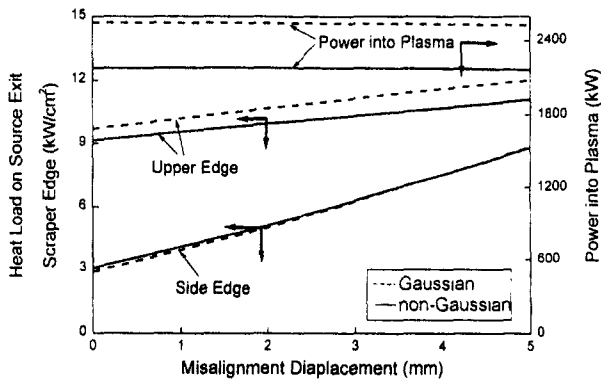 Heat Load on Source Exit
Scraper Edge (kW/cm²)
15
12
9
6
3
0
Power into Plasma
Upper Edge
Side Edge
Gaussian
non-Gaussian
2400
1800
1200
600
0
Power into Plasma (kW)
0 1 2 3 4 5
Misalignment Diaplacement (mm)